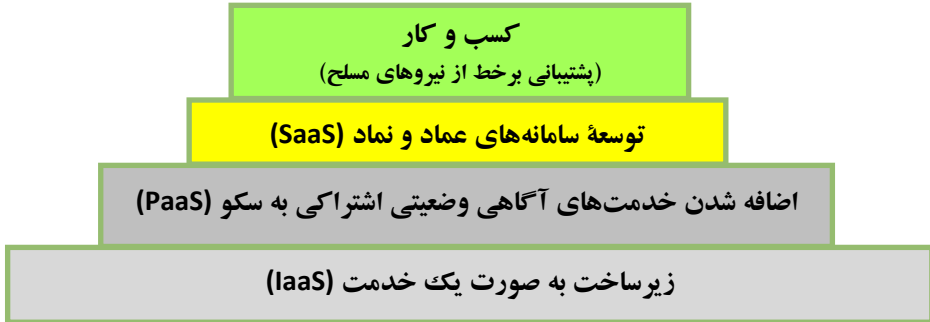 کسب و کار
(پشتیبانی برخط از نیروهای مسلح)
توسعهٔ سامانه‌های عماد و نماد (SaaS)
اضافه شدن خدمت‌های آگاهی وضعیتی اشتراکی به سکو (PaaS)
زیرساخت به صورت یک خدمت (IaaS)